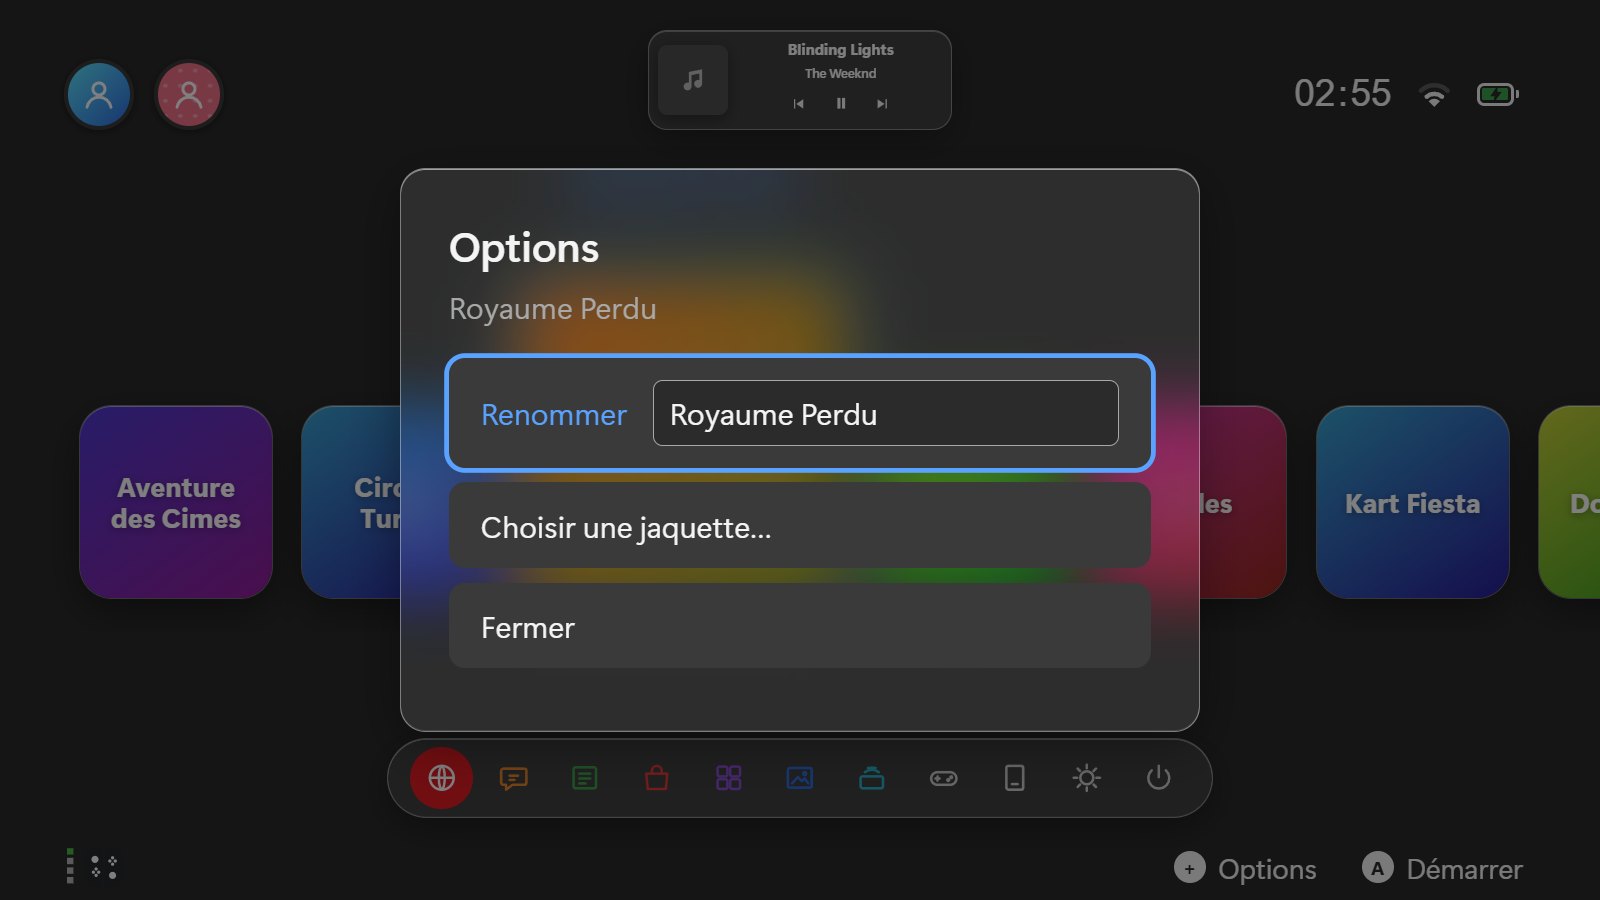 Blinding Lights
The Weeknd
02:55
Options
Royaume Perdu
Renommer
Royaume Perdu
Choisir une jaquette...
Fermer
Aventure
des Cimes
Kart Fiesta
+ Options
A Démarrer